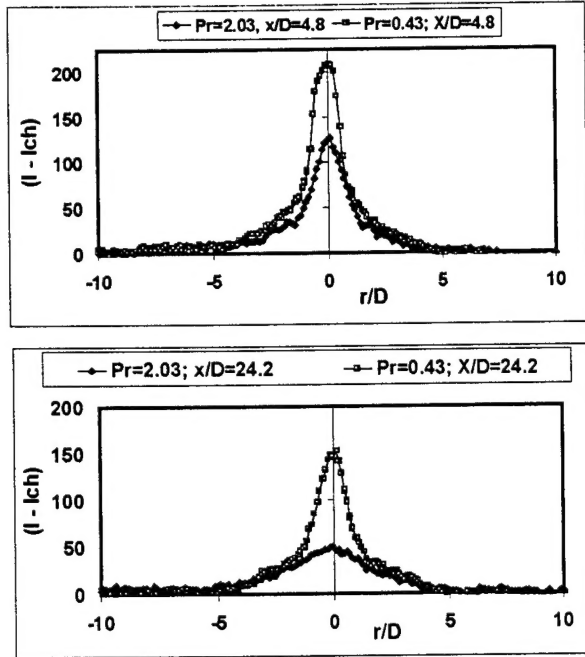 Pr=2.03, x/D=4.8 Pr=0.43; X/D=4.8
200
150
100
50
0
(I - Ich)
-10 -5 0 5 10
r/D
Pr=2.03; x/D=24.2 Pr=0.43; X/D=24.2
200
150
100
50
0
(I - Ich)
-10 -5 0 5 10
r/D